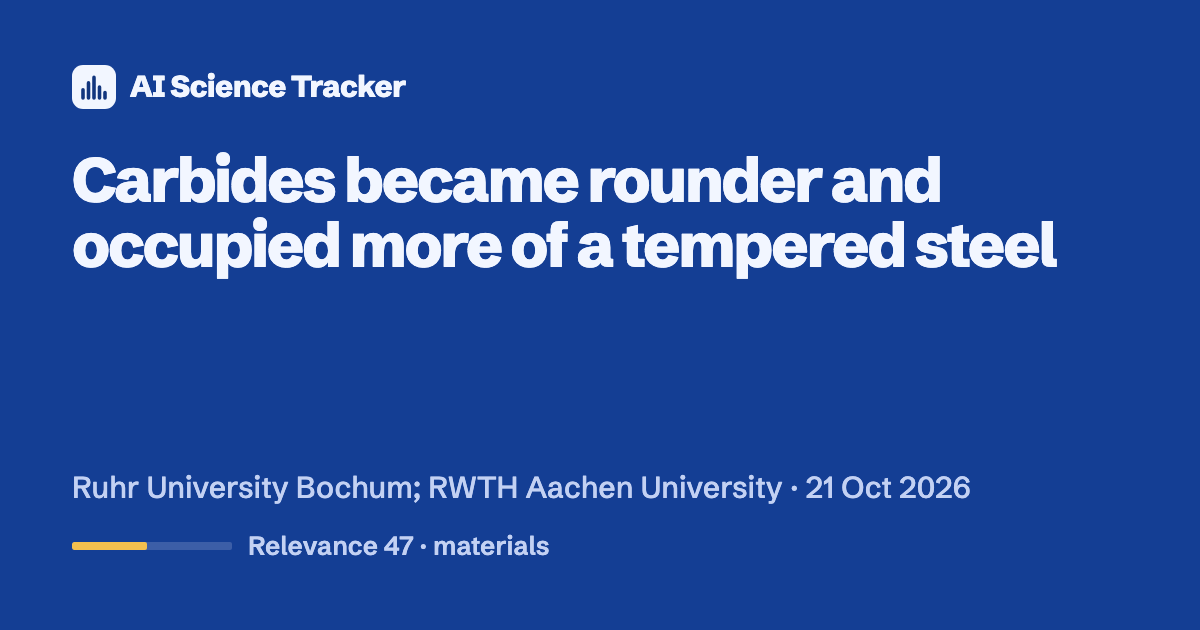 AI Science Tracker
Carbides became rounder and
occupied more of a tempered steel
Ruhr University Bochum; RWTH Aachen University · 21 Oct 2026
Relevance 47 · materials